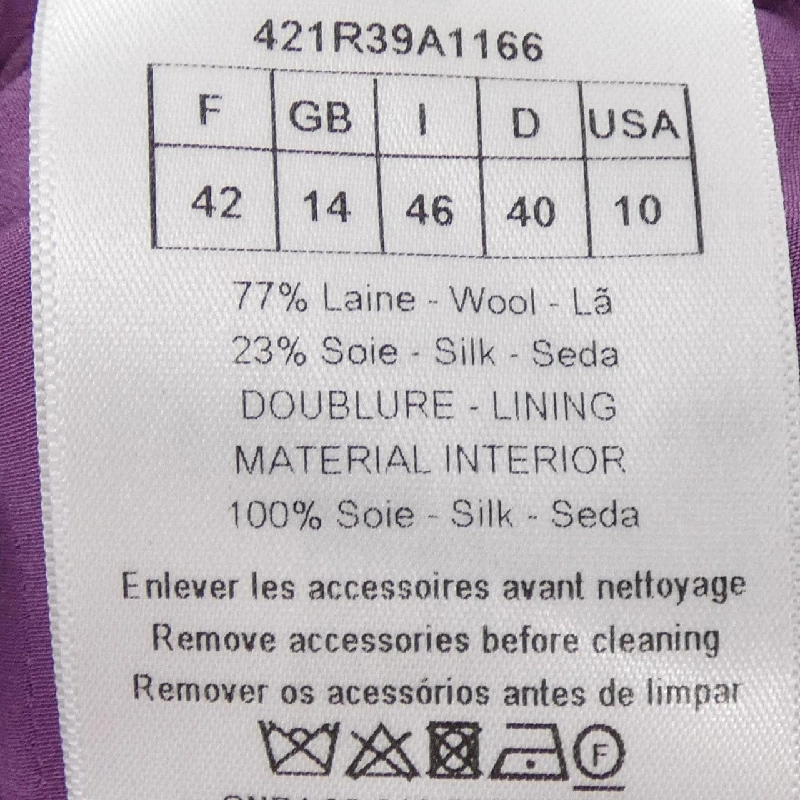 421R39A1166
F GB I D USA
42 14 46 40 10
77% Laine - Wool - Lã
23% Soie - Silk - Seda
DOUBLURE - LINING
MATERIAL INTERIOR
100% Soie - Silk - Seda
Enlever les accessoires avant nettoyage
Remove accessories before cleaning
Remover os acessórios antes de limpar
F